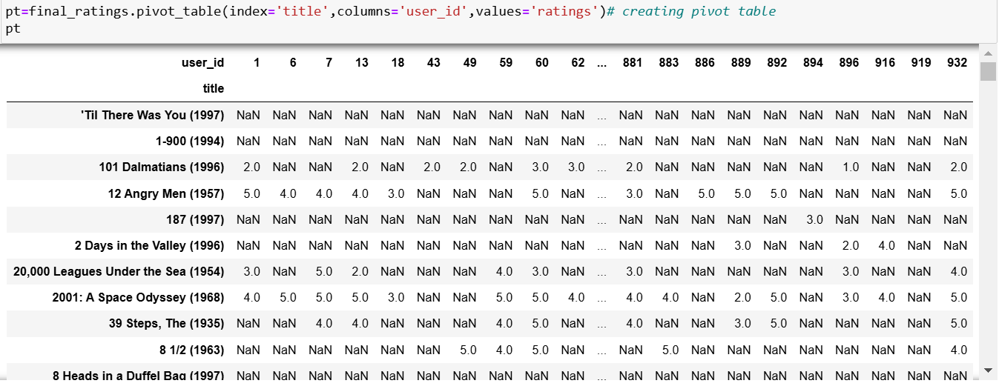 pt=final_ratings.pivot_table(index='title',columns='user_id',values='ratings')# creating pivot table
pt
user_id 1 6 7 13 18 43 49 59 60 62 ... 881 883 886 889 892 894 896 916 919 932
title
'Til There Was You (1997) NaN NaN NaN NaN NaN NaN NaN NaN NaN NaN ... NaN NaN NaN NaN NaN NaN NaN NaN NaN NaN
1-900 (1994) NaN NaN NaN NaN NaN NaN NaN NaN NaN NaN ... NaN NaN NaN NaN NaN NaN NaN NaN NaN NaN
101 Dalmatians (1996) 2.0 NaN NaN 2.0 NaN 2.0 2.0 NaN 3.0 3.0 ... 2.0 NaN NaN NaN NaN NaN 1.0 NaN NaN 2.0
12 Angry Men (1957) 5.0 4.0 4.0 4.0 3.0 NaN NaN NaN 5.0 NaN ... 3.0 NaN 5.0 5.0 5.0 NaN NaN NaN NaN 5.0
187 (1997) NaN NaN NaN NaN NaN NaN NaN NaN NaN NaN ... NaN NaN NaN NaN NaN 3.0 NaN NaN NaN NaN
2 Days in the Valley (1996) NaN NaN NaN NaN NaN NaN NaN NaN NaN NaN ... NaN NaN NaN 3.0 NaN NaN 2.0 4.0 NaN NaN
20,000 Leagues Under the Sea (1954) 3.0 NaN 5.0 2.0 NaN NaN NaN 4.0 3.0 NaN ... 3.0 NaN NaN NaN NaN NaN 3.0 NaN NaN 4.0
2001: A Space Odyssey (1968) 4.0 5.0 5.0 5.0 3.0 NaN NaN 5.0 5.0 4.0 ... 4.0 4.0 NaN 2.0 5.0 NaN 3.0 4.0 NaN 5.0
39 Steps, The (1935) NaN NaN 4.0 4.0 NaN NaN NaN 4.0 5.0 NaN ... 4.0 NaN NaN 3.0 5.0 NaN NaN NaN NaN 5.0
8 1/2 (1963) NaN NaN NaN NaN NaN NaN 5.0 4.0 5.0 NaN ... NaN 5.0 NaN NaN NaN NaN NaN NaN NaN 4.0
8 Heads in a Duffel Bag (1997) NaN NaN NaN NaN NaN NaN NaN NaN NaN NaN ... NaN NaN NaN NaN NaN NaN NaN NaN NaN NaN